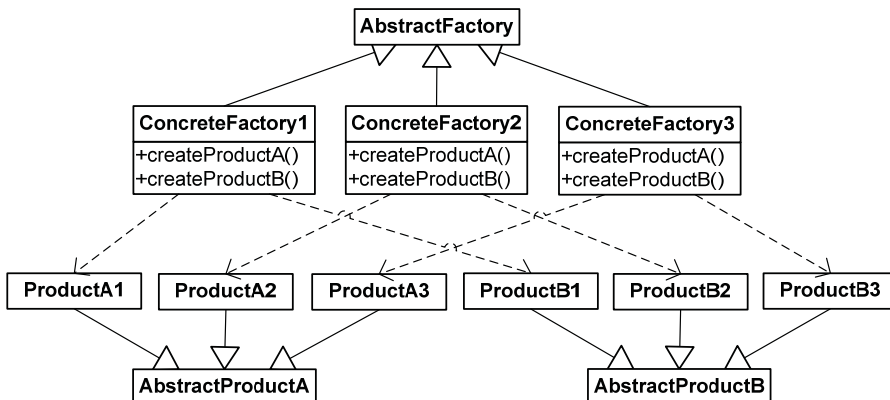 AbstractFactory
ConcreteFactory1
+createProductA()
+createProductB()
ConcreteFactory2
+createProductA()
+createProductB()
ConcreteFactory3
+createProductA()
+createProductB()
ProductA1
ProductA2
ProductA3
ProductB1
ProductB2
ProductB3
AbstractProductA
AbstractProductB